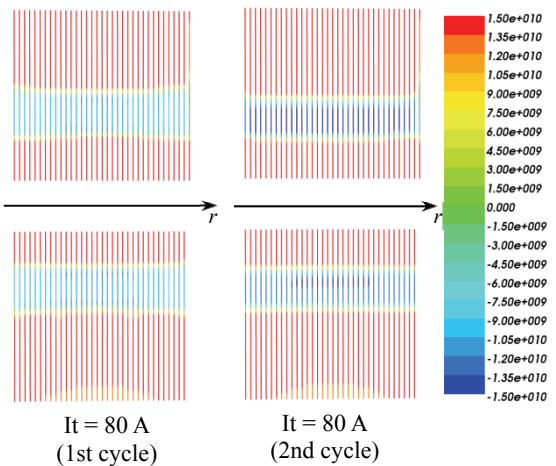 1.50e+010
1.35e+010
1.20e+010
1.05e+010
9.00e+009
7.50e+009
6.00e+009
4.50e+009
3.00e+009
1.50e+009
0.000
-1.50e+009
-3.00e+009
-4.50e+009
-6.00e+009
-7.50e+009
-9.00e+009
-1.05e+010
-1.20e+010
-1.35e+010
-1.50e+010
r
r
It = 80 A
(1st cycle)
It = 80 A
(2nd cycle)